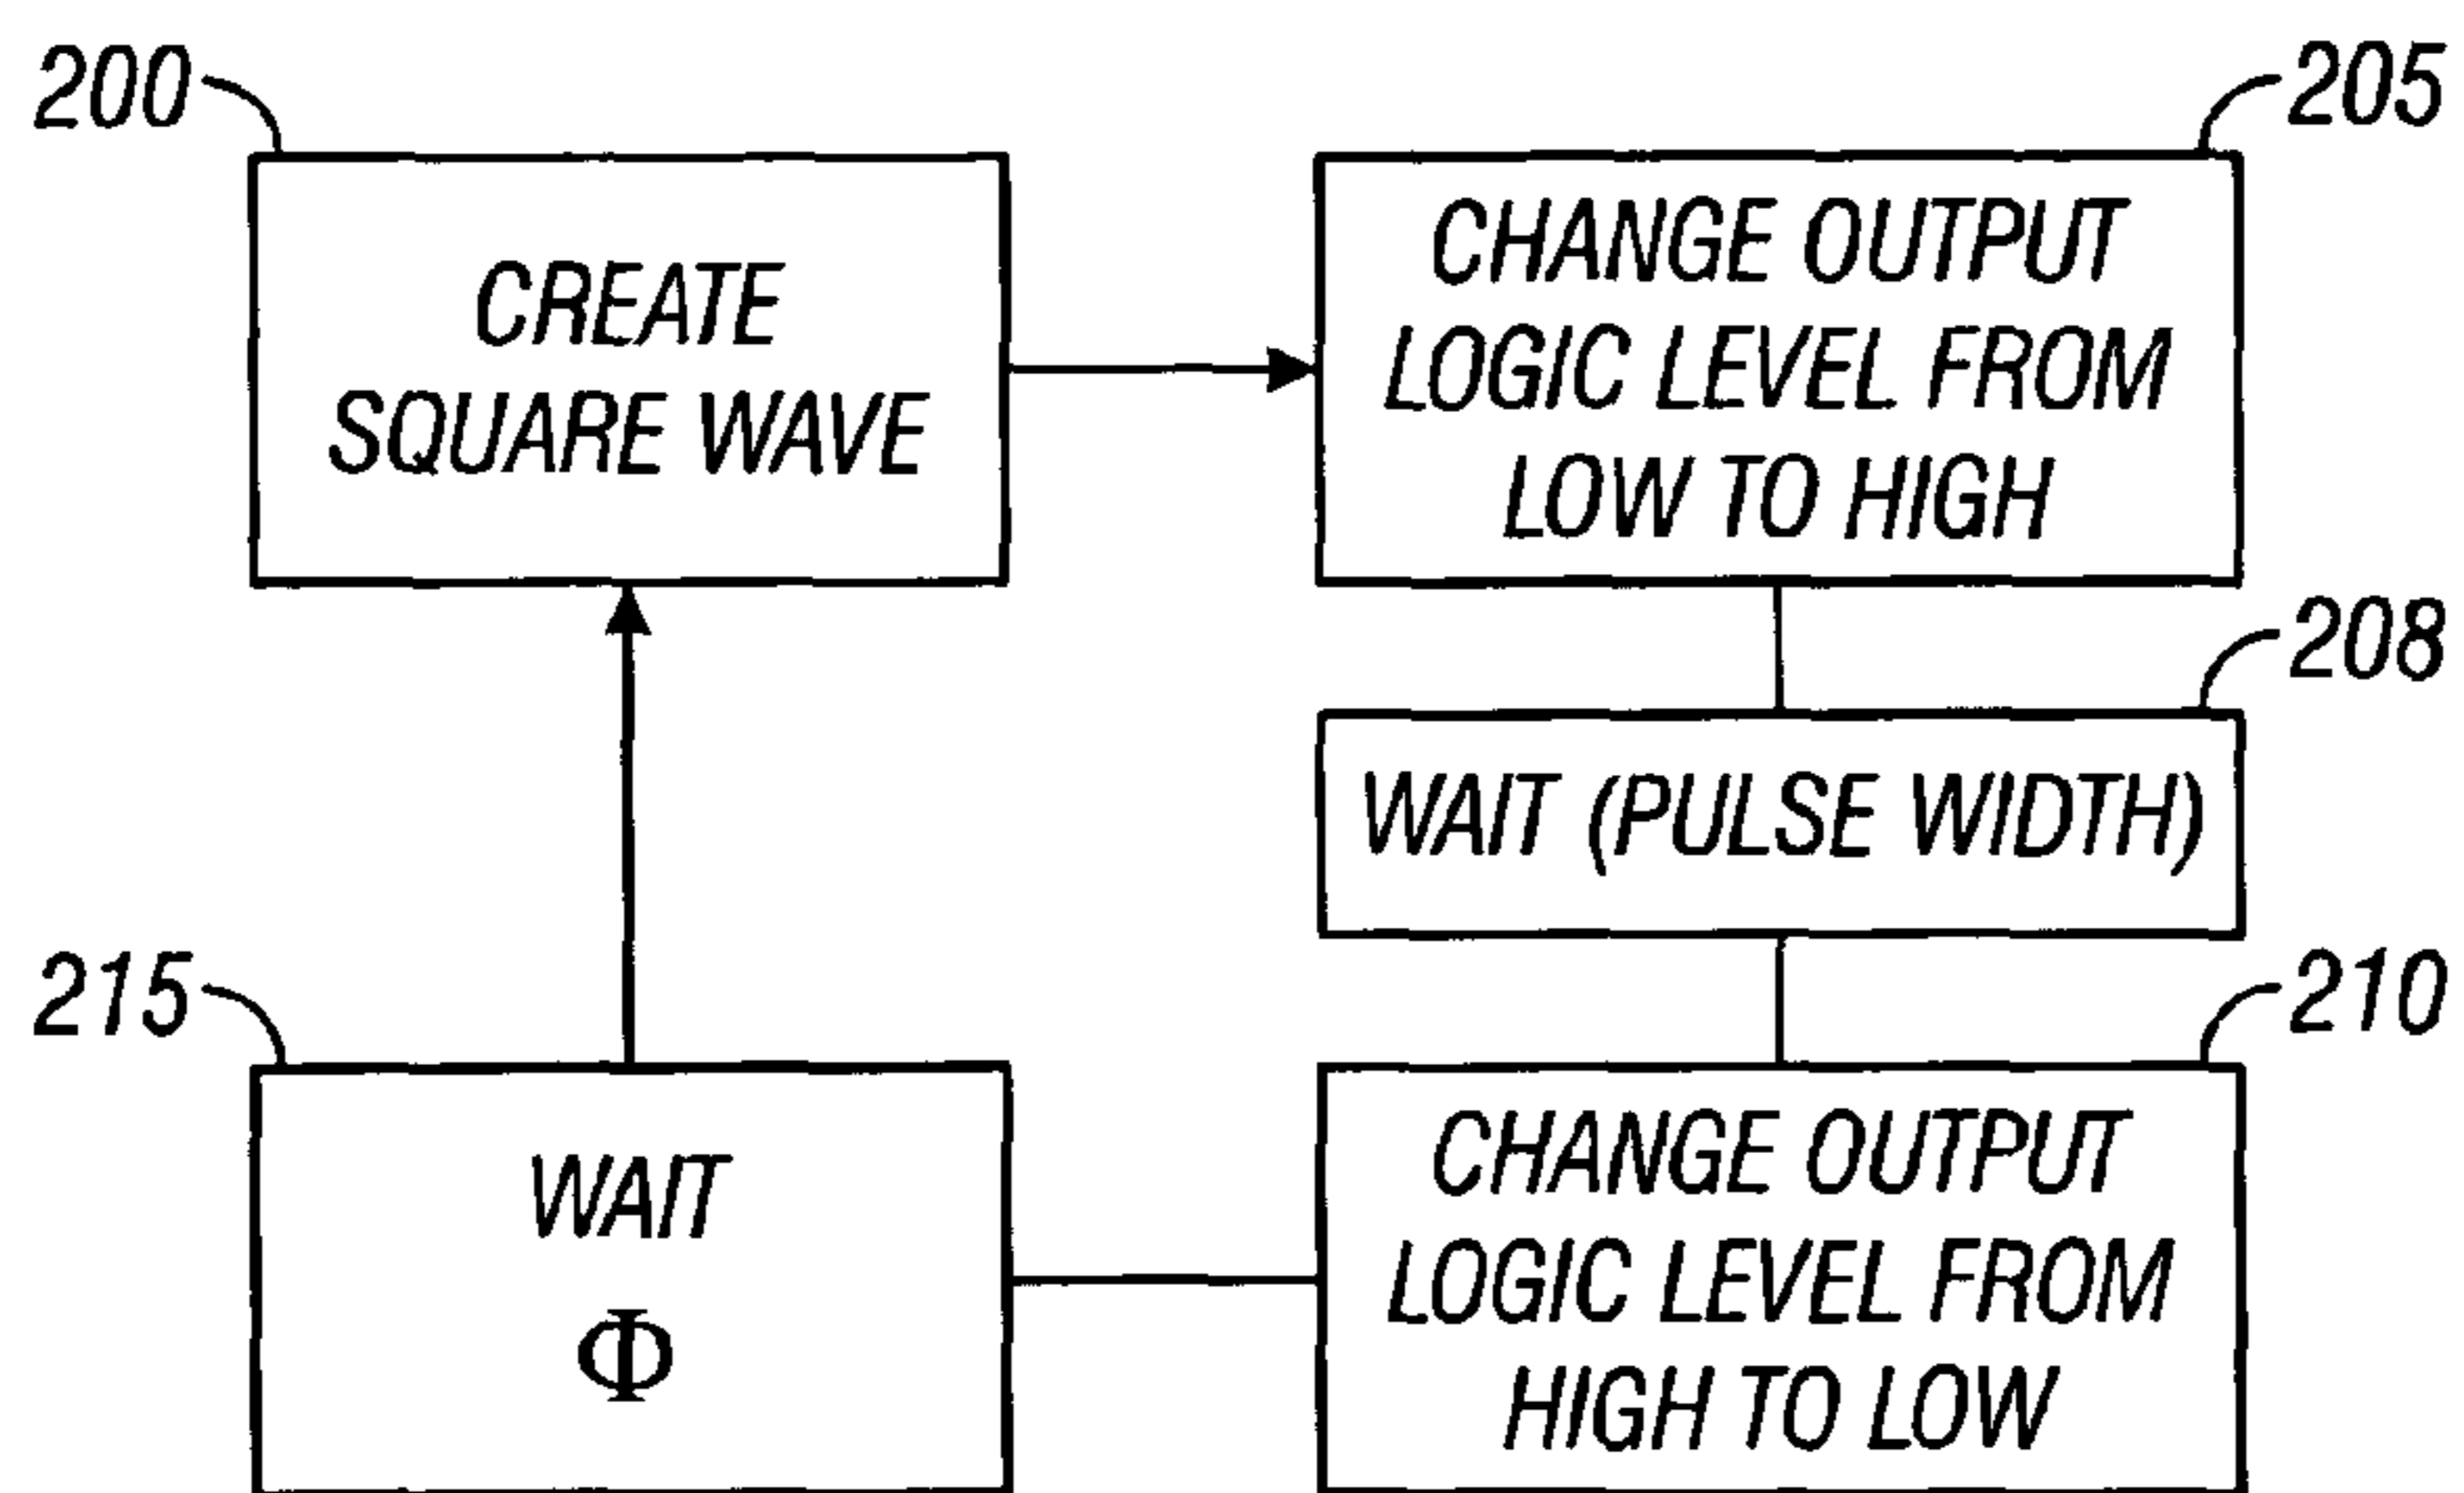 200
CREATE
SQUARE WAVE
205
CHANGE OUTPUT
LOGIC LEVEL FROM
LOW TO HIGH
208
WAIT (PULSE WIDTH)
210
CHANGE OUTPUT
LOGIC LEVEL FROM
HIGH TO LOW
215
WAIT
Φ